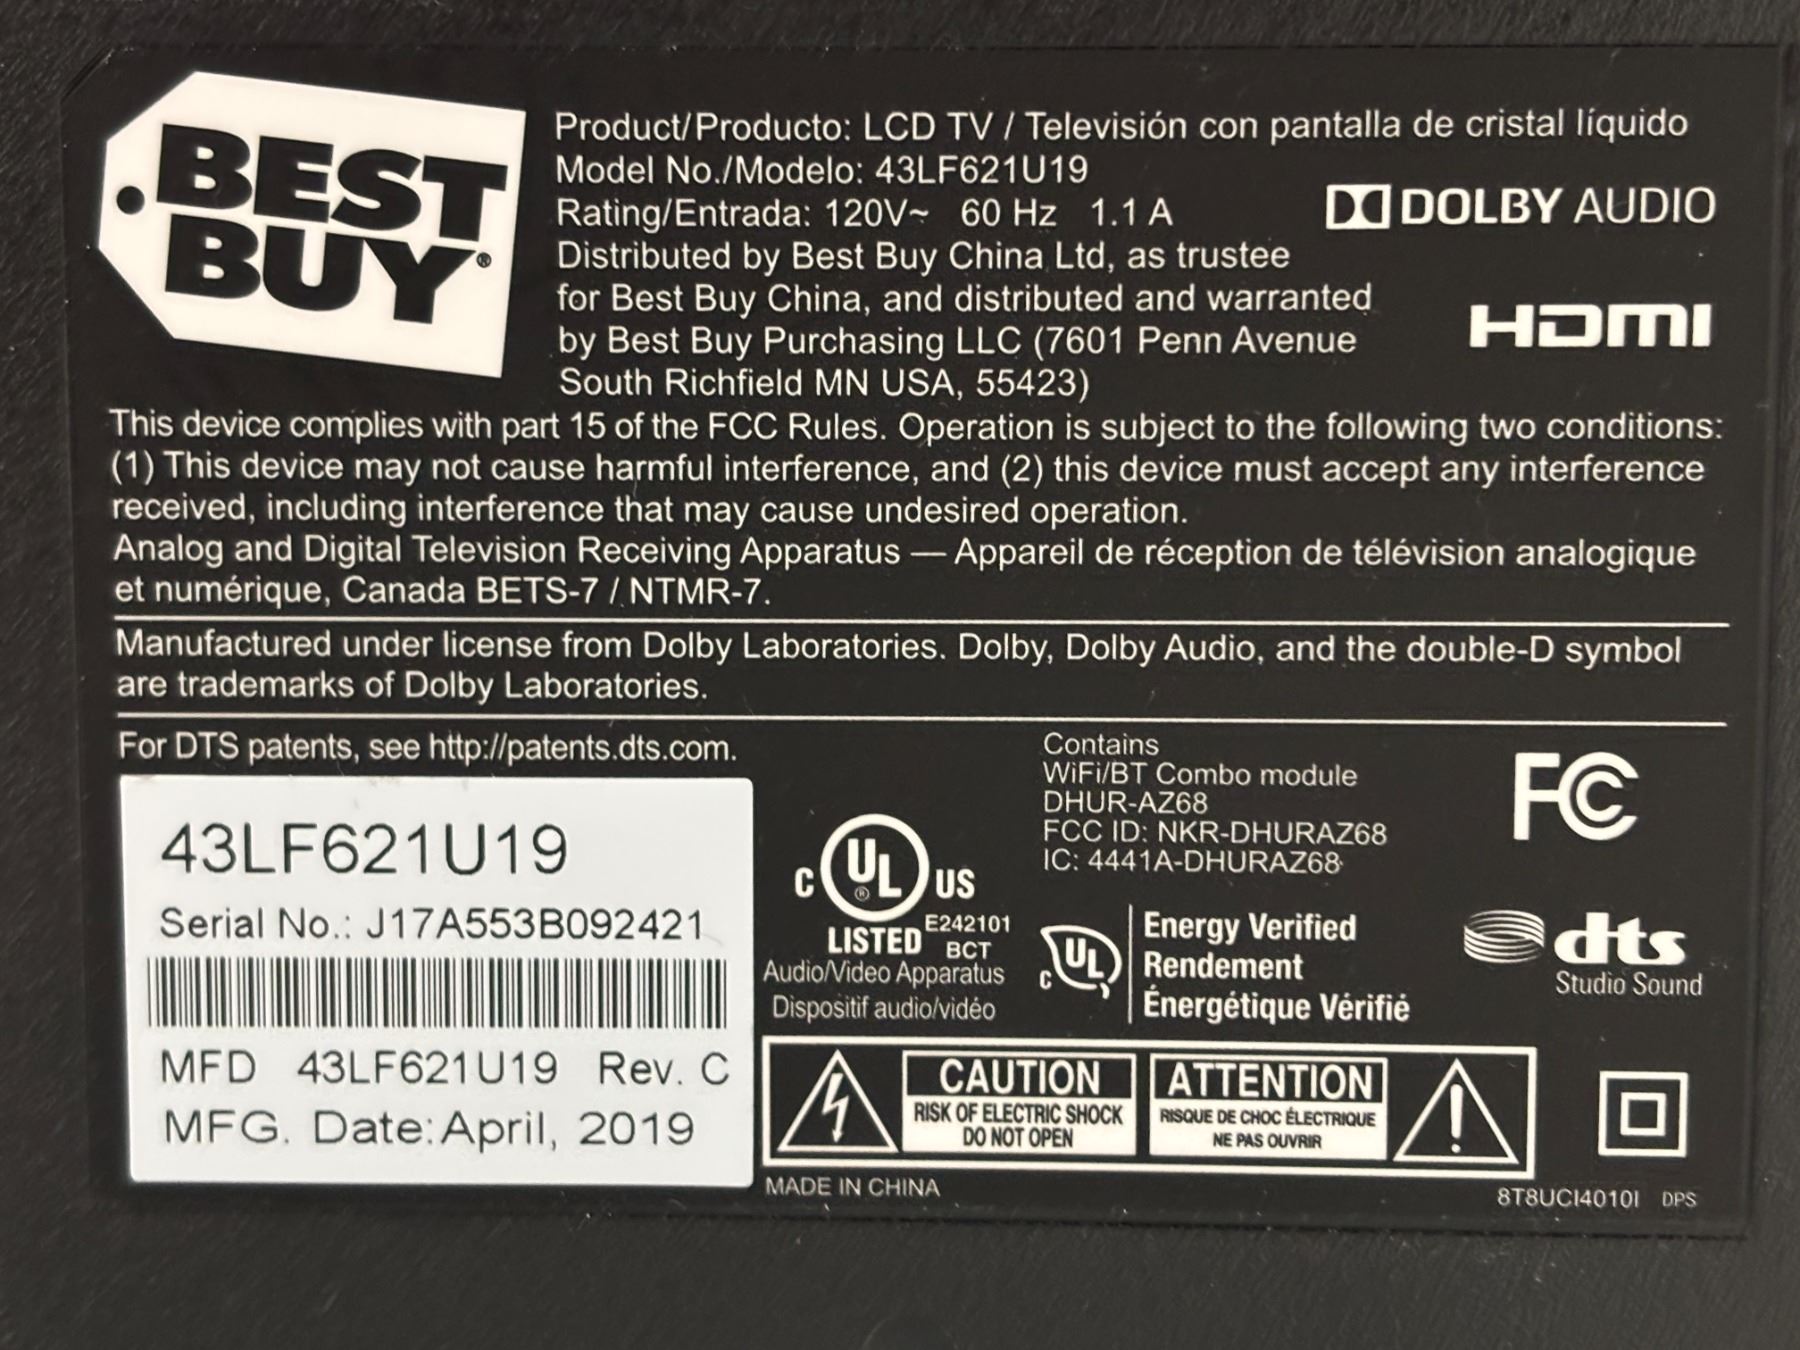 BEST
BUY®
Product/Producto: LCD TV / Televisión con pantalla de cristal líquido
Model No./Modelo: 43LF621U19
Rating/Entrada: 120V~ 60 Hz 1.1 A
Distributed by Best Buy China Ltd, as trustee
for Best Buy China, and distributed and warranted
by Best Buy Purchasing LLC (7601 Penn Avenue
South Richfield MN USA, 55423)
DOLBY AUDIO
HDMI
This device complies with part 15 of the FCC Rules. Operation is subject to the following two conditions:
(1) This device may not cause harmful interference, and (2) this device must accept any interference
received, including interference that may cause undesired operation.
Analog and Digital Television Receiving Apparatus — Appareil de réception de télévision analogique
et numérique, Canada BETS-7 / NTMR-7.
Manufactured under license from Dolby Laboratories. Dolby, Dolby Audio, and the double-D symbol
are trademarks of Dolby Laboratories.
For DTS patents, see http://patents.dts.com.
43LF621U19
Serial No.: J17A553B092421
MFD 43LF621U19 Rev. C
MFG. Date:April, 2019
C UL® US
LISTED E242101
BCT
Audio/Video Apparatus
Dispositif audio/vidéo
Contains
WiFi/BT Combo module
DHUR-AZ68
FCC ID: NKR-DHURAZ68
IC: 4441A-DHURAZ68
FC
C UL
Energy Verified
Rendement
Énergétique Vérifié
dts
Studio Sound
CAUTION
RISK OF ELECTRIC SHOCK
DO NOT OPEN
ATTENTION
RISQUE DE CHOC ÉLECTRIQUE
NE PAS OUVRIR
!
MADE IN CHINA
8T8UCI4010I DPS